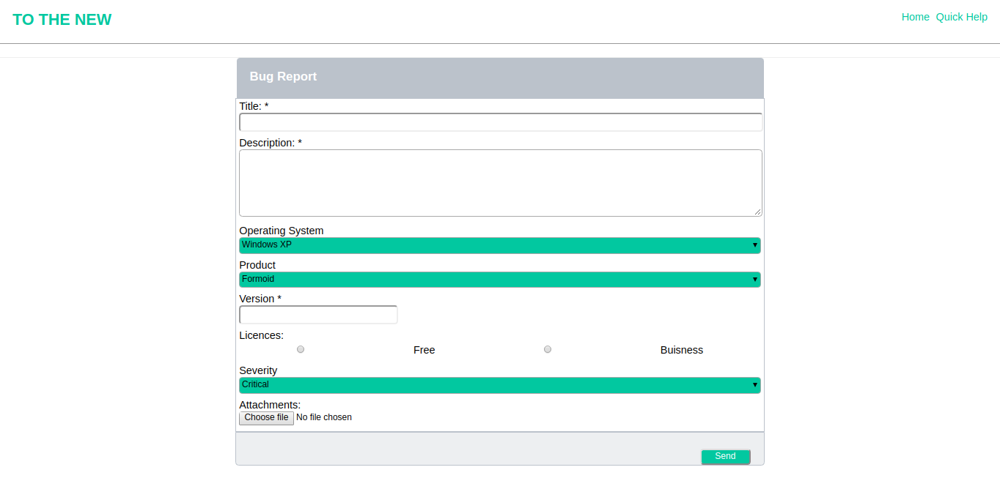 TO THE NEW
Home Quick Help
Bug Report
Title: *
Description: *
Operating System
Windows XP
Product
Formoid
Version *
Licences:
Free Buisness
Severity
Critical
Attachments:
Choose file No file chosen
Send